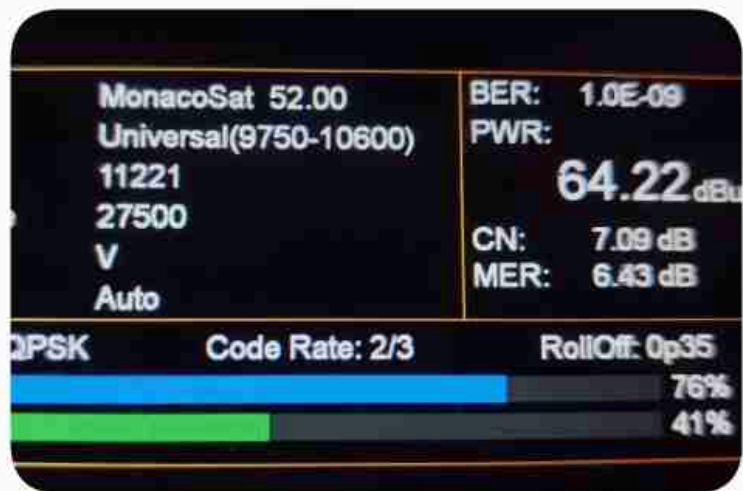 MonacoSat 52.00
Universal(9750-10600)
11221
27500
V
Auto
BER: 1.0E-09
PWR:
64.22 dBu
CN: 7.09 dB
MER: 6.43 dB
QPSK Code Rate: 2/3 RollOff: 0p35
76%
41%